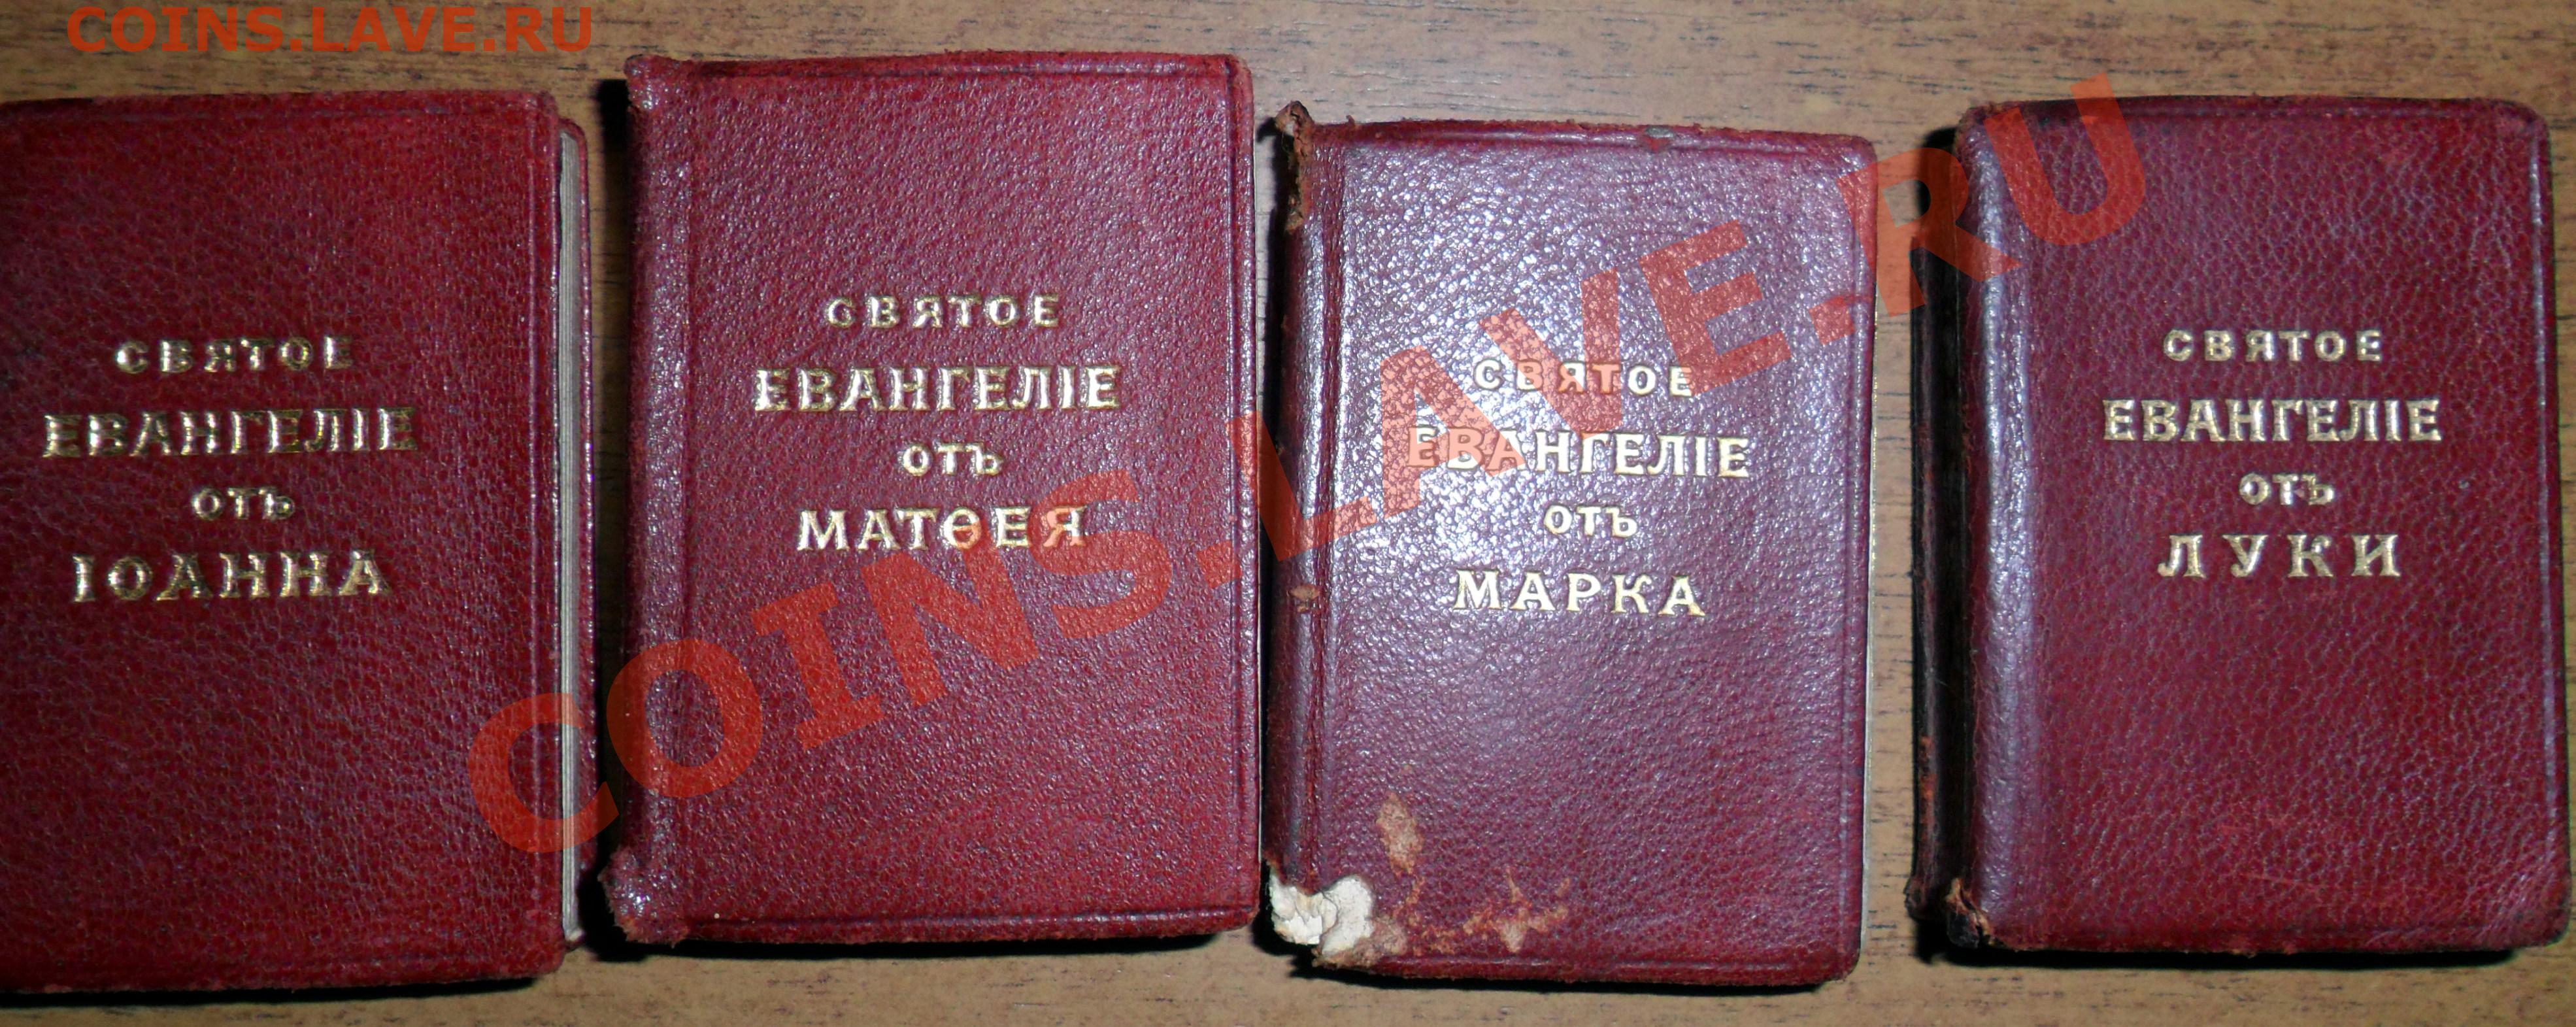 COINS.LAVE.RU
СВЯТОЕ
ЕВАНГЕЛІЕ
отъ
ІОАННА
СВЯТОЕ
ЕВАНГЕЛІЕ
отъ
МАТѲЕЯ
СВЯТОЕ
ЕВАНГЕЛІЕ
отъ
МАРКА
СВЯТОЕ
ЕВАНГЕЛІЕ
отъ
ЛУКИ
COINS.LAVE.RU